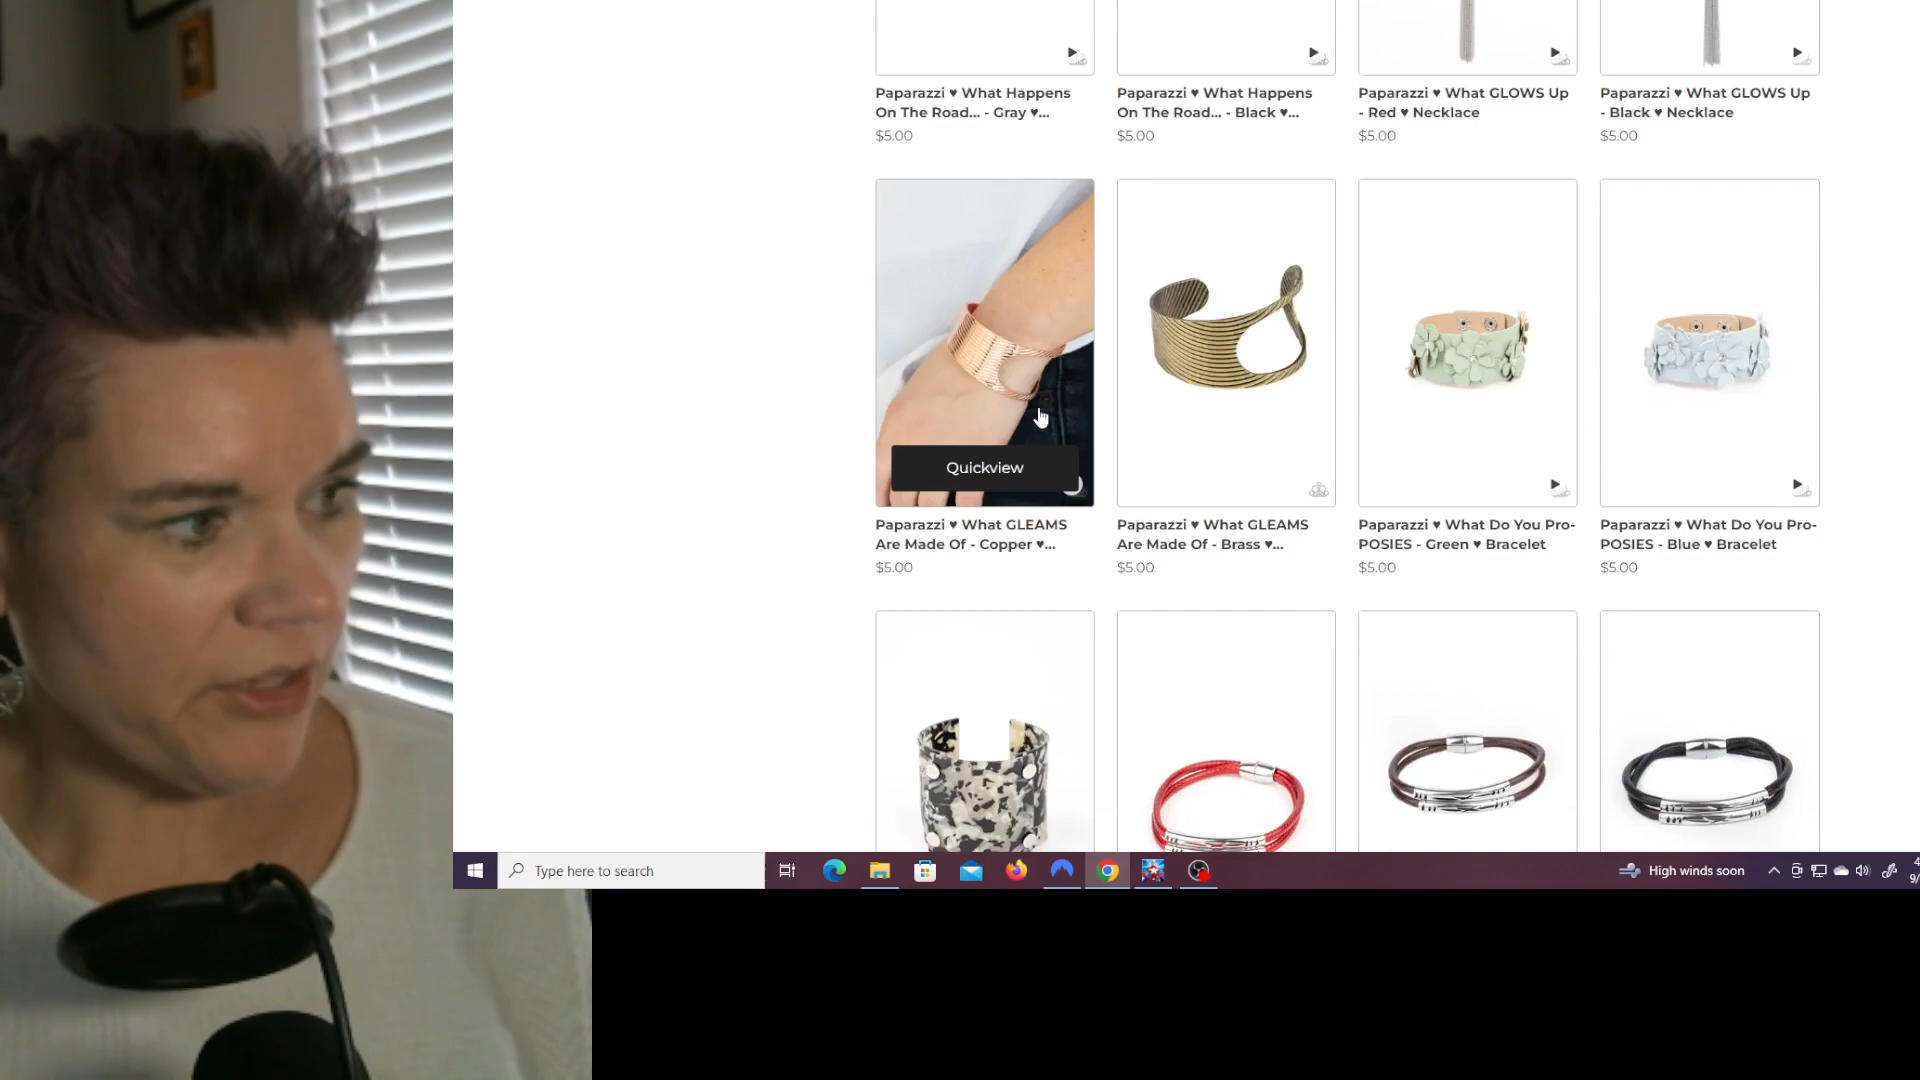 Paparazzi ♥ What Happens
On The Road... - Gray ♥...
$5.00
Paparazzi ♥ What Happens
On The Road... - Black ♥...
$5.00
Paparazzi ♥ What GLOWS Up
- Red ♥ Necklace
$5.00
Paparazzi ♥ What GLOWS Up
- Black ♥ Necklace
$5.00
Quickview
Paparazzi ♥ What GLEAMS
Are Made Of - Copper ♥...
$5.00
Paparazzi ♥ What GLEAMS
Are Made Of - Brass ♥...
$5.00
Paparazzi ♥ What Do You Pro-
POSIES - Green ♥ Bracelet
$5.00
Paparazzi ♥ What Do You Pro-
POSIES - Blue ♥ Bracelet
$5.00
Type here to search
High winds soon
4
9/